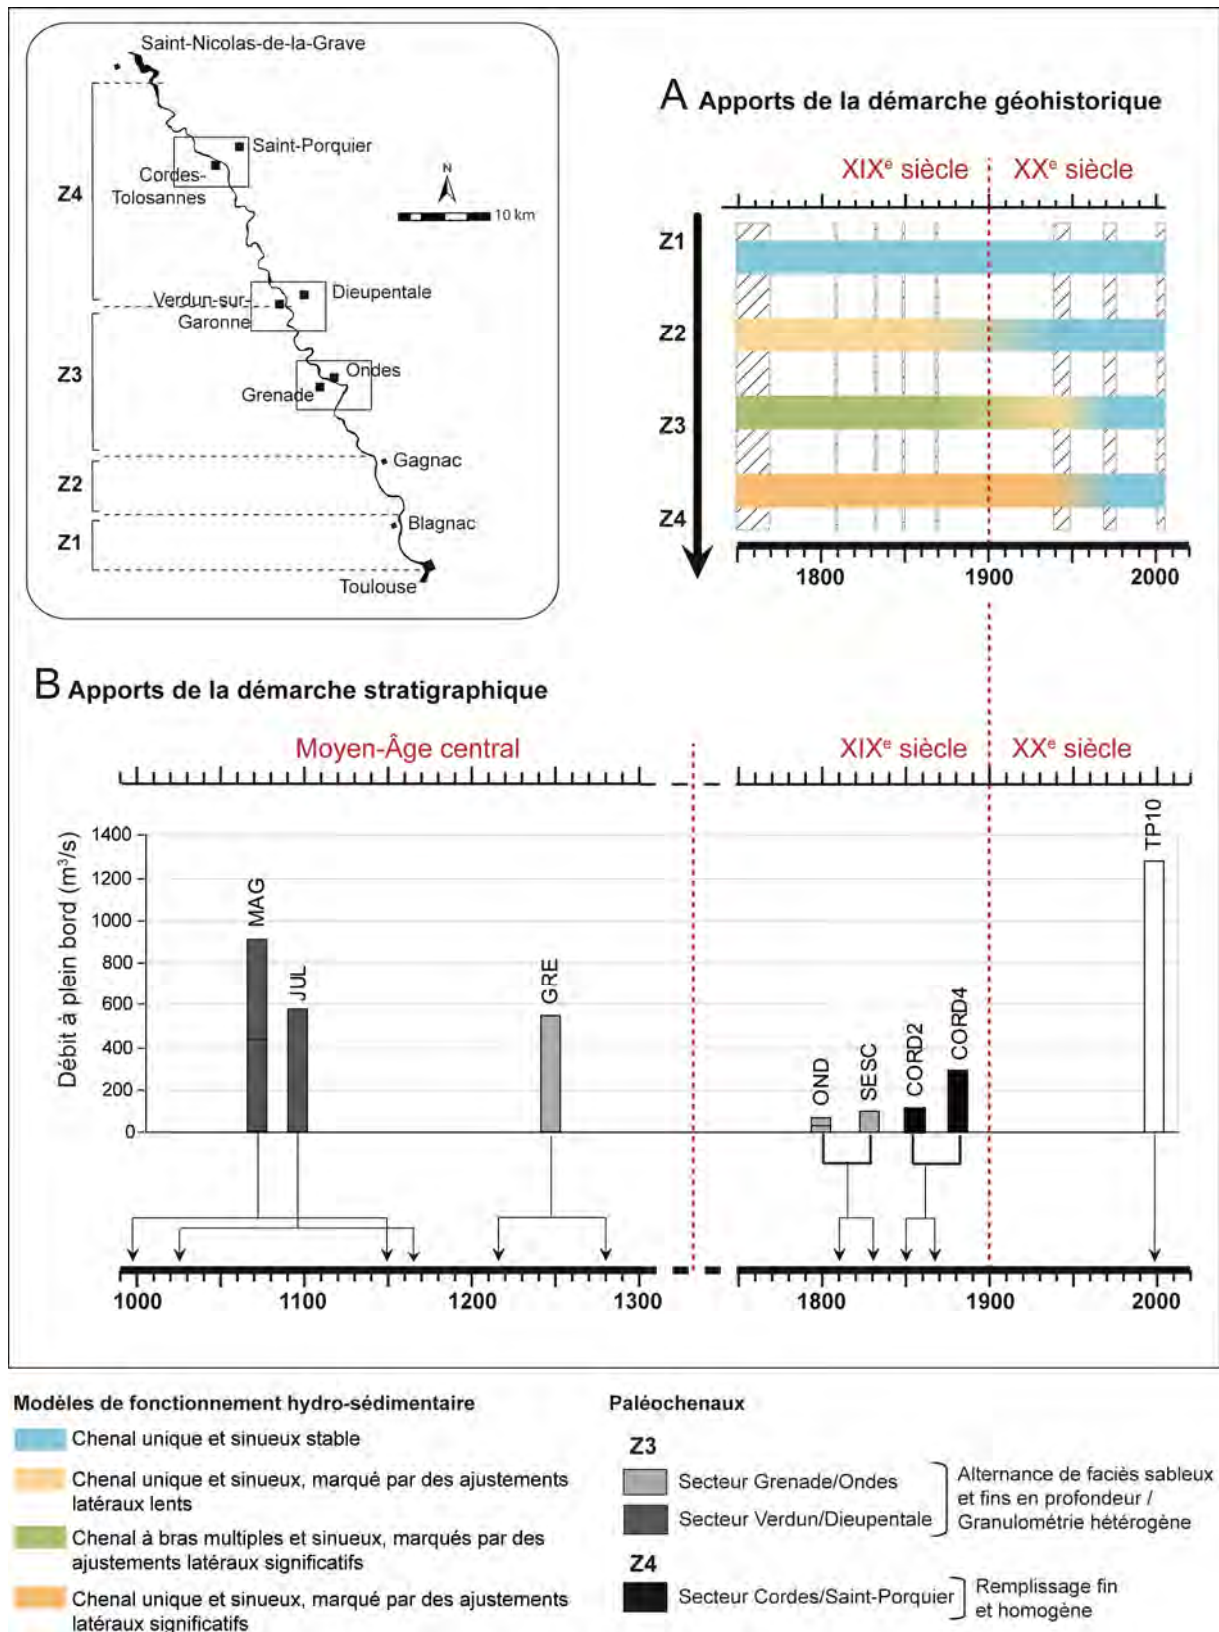 Saint-Nicolas-de-la-Grave
Saint-Porquier
Cordes-
Tolosannes
Z4
N
10 km
Verdun-sur-
Garonne
Dieupentale
Z3
Ondes
Grenade
Gagnac
Z2
Blagnac
Z1
Toulouse
A Apports de la démarche géohistorique
XIXe siècle
XXe siècle
Z1
Z2
Z3
Z4
1800
1900
2000
B Apports de la démarche stratigraphique
Moyen-Âge central
XIXe siècle
XXe siècle
Débit à plein bord (m³/s)
1400
1200
1000
800
600
400
200
0
MAG
JUL
GRE
OND
SESC
CORD2
CORD4
TP10
1000
1100
1200
1300
1800
1900
2000
Modèles de fonctionnement hydro-sédimentaire
Chenal unique et sinueux stable
Chenal unique et sinueux, marqué par des ajustements
latéraux lents
Chenal à bras multiples et sinueux, marqués par des
ajustements latéraux significatifs
Chenal unique et sinueux, marqué par des ajustements
latéraux significatifs
Paléochenaux
Z3
Secteur Grenade/Ondes
Secteur Verdun/Dieupentale
Alternance de faciès sableux
et fins en profondeur /
Granulométrie hétérogène
Z4
Secteur Cordes/Saint-Porquier
Remplissage fin
et homogène